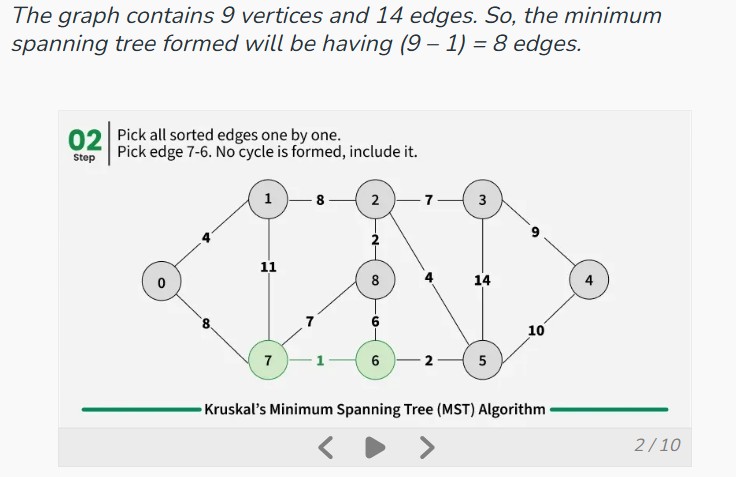 The graph contains 9 vertices and 14 edges. So, the minimum
spanning tree formed will be having (9 – 1) = 8 edges.
02
Step
Pick all sorted edges one by one.
Pick edge 7-6. No cycle is formed, include it.
1 8 2 7 3
4 2 9
11
0 8 4 14 4
8 7 6 10
7 1 6 2 5
Kruskal's Minimum Spanning Tree (MST) Algorithm
2 / 10